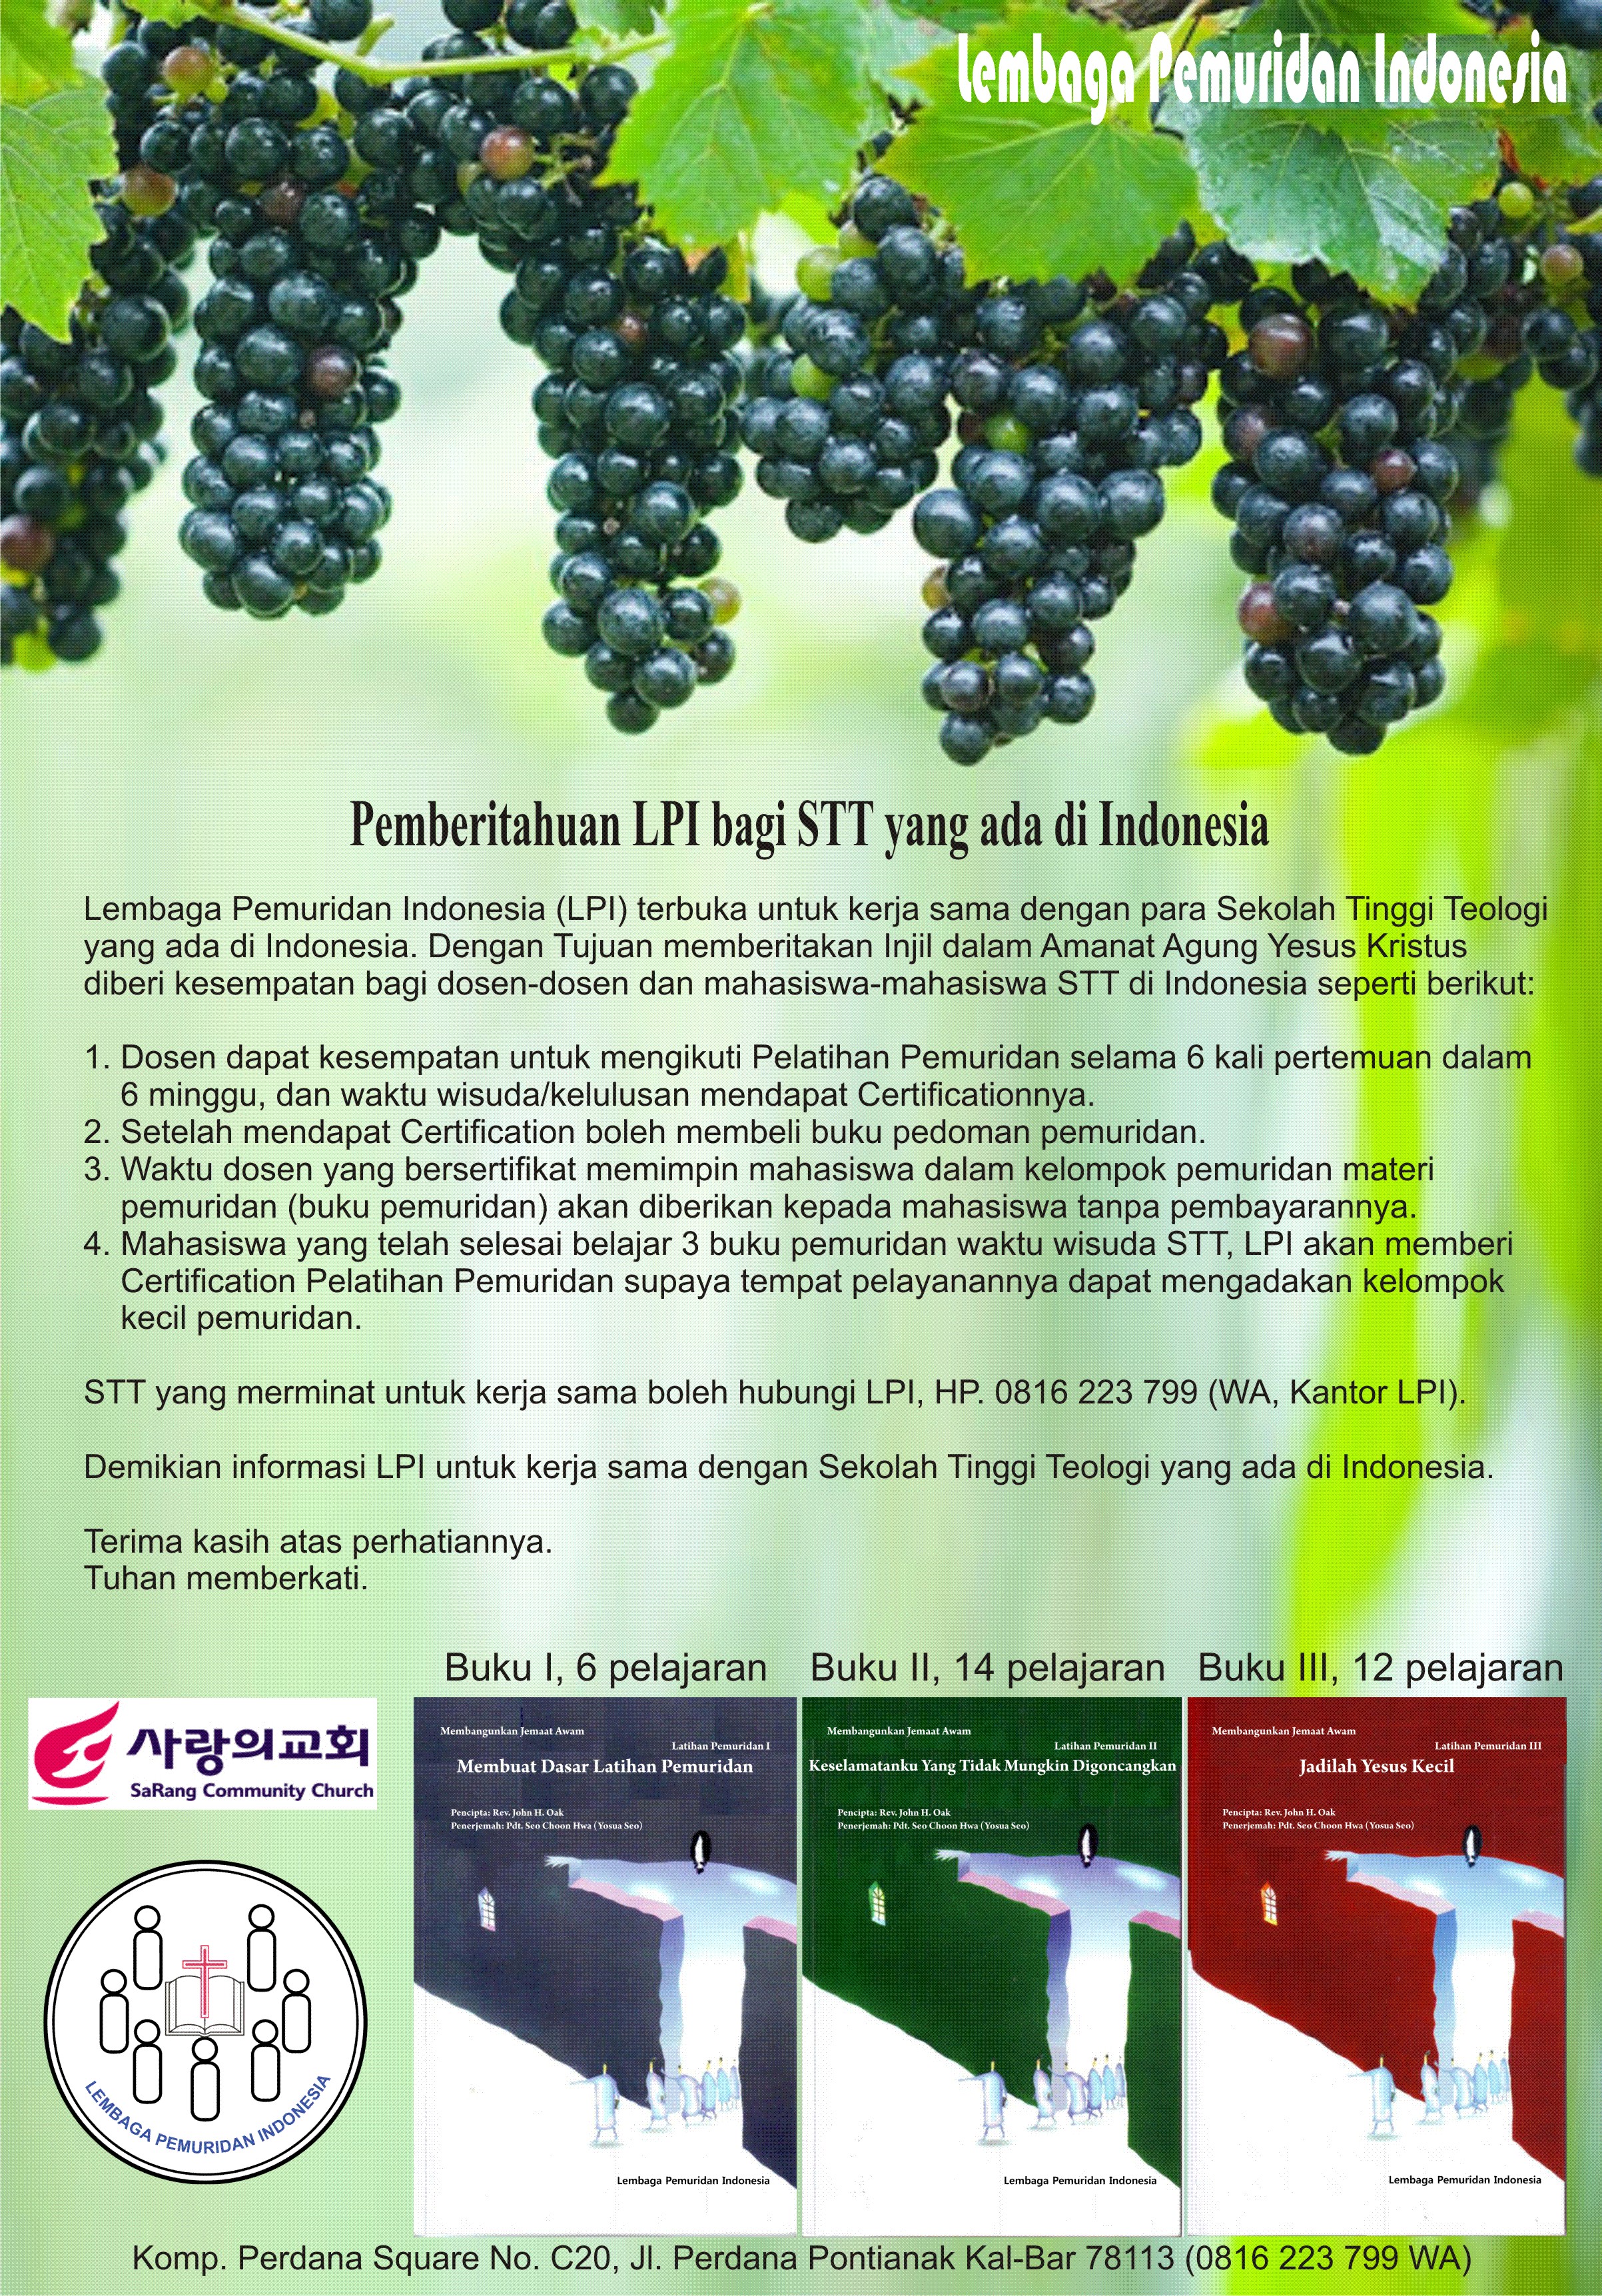 Lembaga Pemuridan Indonesia
Pemberitahuan LPI bagi STT yang ada di Indonesia
Lembaga Pemuridan Indonesia (LPI) terbuka untuk kerja sama dengan para Sekolah Tinggi Teologi
yang ada di Indonesia. Dengan Tujuan memberitakan Injil dalam Amanat Agung Yesus Kristus
diberi kesempatan bagi dosen-dosen dan mahasiswa-mahasiswa STT di Indonesia seperti berikut:
1. Dosen dapat kesempatan untuk mengikuti Pelatihan Pemuridan selama 6 kali pertemuan dalam
6 minggu, dan waktu wisuda/kelulusan mendapat Certificationnya.
2. Setelah mendapat Certification boleh membeli buku pedoman pemuridan.
3. Waktu dosen yang bersertifikat memimpin mahasiswa dalam kelompok pemuridan materi
pemuridan (buku pemuridan) akan diberikan kepada mahasiswa tanpa pembayarannya.
4. Mahasiswa yang telah selesai belajar 3 buku pemuridan waktu wisuda STT, LPI akan memberi
Certification Pelatihan Pemuridan supaya tempat pelayanannya dapat mengadakan kelompok
kecil pemuridan.
STT yang merminat untuk kerja sama boleh hubungi LPI, HP. 0816 223 799 (WA, Kantor LPI).
Demikian informasi LPI untuk kerja sama dengan Sekolah Tinggi Teologi yang ada di Indonesia.
Terima kasih atas perhatiannya.
Tuhan memberkati.
Buku I, 6 pelajaran
Buku II, 14 pelajaran
Buku III, 12 pelajaran
사랑의교회
SaRang Community Church
LEMBAGA PEMURIDAN INDONESIA
Membangunkan Jemaat Awam
Latihan Pemuridan I
Membuat Dasar Latihan Pemuridan
Pencipta: Rev. John H. Oak
Penerjemah: Pdt. Seo Choon Hwa (Yosua Seo)
Lembaga Pemuridan Indonesia
Membangunkan Jemaat Awam
Latihan Pemuridan II
Keselamatanku Yang Tidak Mungkin Digoncangkan
Pencipta: Rev. John H. Oak
Penerjemah: Pdt. Seo Choon Hwa (Yosua Seo)
Lembaga Pemuridan Indonesia
Membangunkan Jemaat Awam
Latihan Pemuridan III
Jadilah Yesus Kecil
Pencipta: Rev. John H. Oak
Penerjemah: Pdt. Seo Choon Hwa (Yosua Seo)
Lembaga Pemuridan Indonesia
Komp. Perdana Square No. C20, Jl. Perdana Pontianak Kal-Bar 78113 (0816 223 799 WA)